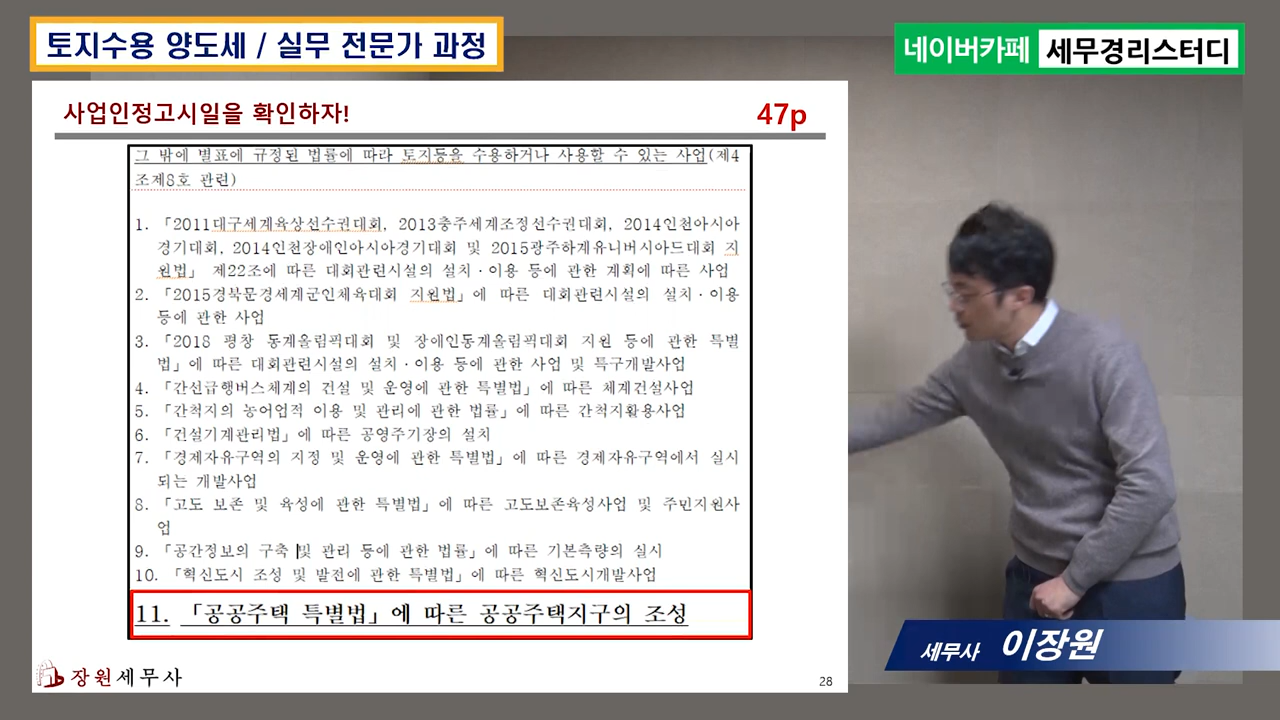 토지수용 양도세 / 실무 전문가 과정
네이버카페 세무경리스터디
사업인정고시일을 확인하자!
47p
그 밖에 별표에 규정된 법률에 따라 토지등을 수용하거나 사용할 수 있는 사업(제4
조제8호 관련)
1. 「2011대구세계육상선수권대회, 2013충주세계조정선수권대회, 2014인천아시아
경기대회, 2014인천장애인아시아경기대회 및 2015광주하계유니버시아드대회 지
원법」 제22조에 따른 대회관련시설의 설치·이용 등에 관한 계획에 따른 사업
2. 「2015경북문경세계군인체육대회 지원법」에 따른 대회관련시설의 설치·이용
등에 관한 사업
3. 「2018 평창 동계올림픽대회 및 장애인동계올림픽대회 지원 등에 관한 특별
법」에 따른 대회관련시설의 설치·이용 등에 관한 사업 및 특구개발사업
4. 「간선급행버스체계의 건설 및 운영에 관한 특별법」에 따른 체계건설사업
5. 「간척지의 농어업적 이용 및 관리에 관한 법률」에 따른 간척지활용사업
6. 「건설기계관리법」에 따른 공영주기장의 설치
7. 「경제자유구역의 지정 및 운영에 관한 특별법」에 따른 경제자유구역에서 실시
되는 개발사업
8. 「고도 보존 및 육성에 관한 특별법」에 따른 고도보존육성사업 및 주민지원사
업
9. 「공간정보의 구축 및 관리 등에 관한 법률」에 따른 기본측량의 실시
10. 「혁신도시 조성 및 발전에 관한 특별법」에 따른 혁신도시개발사업
11. 「공공주택 특별법」에 따른 공공주택지구의 조성
장원세무사
28
세무사 이장원